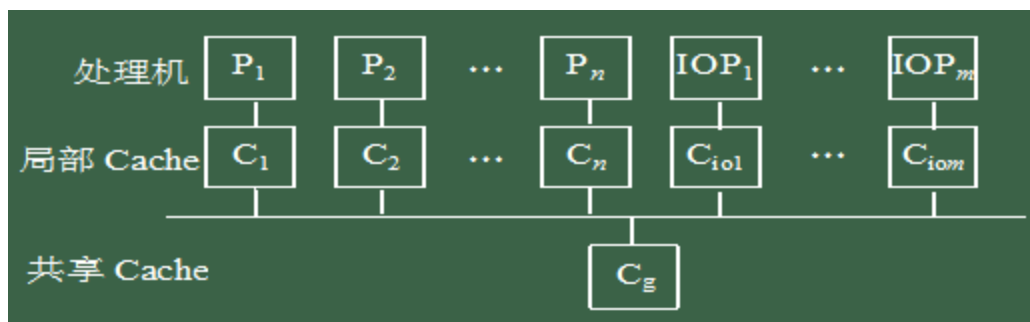 处理机 P1 P2 … Pn IOP1 … IOPm
局部 Cache C1 C2 … Cn Cio1 … Ciom
共享 Cache Cg